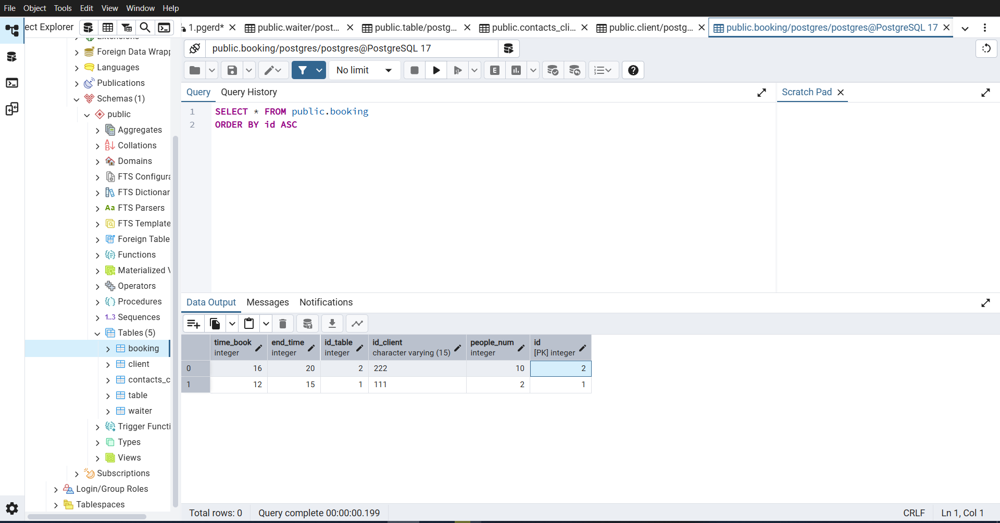 File Object Tools Edit View Window Help
ect Explorer
1.pgerd*
public.waiter/post...
public.table/postg...
public.contacts_cli...
public.client/postg...
public.booking/postgres/postgres@PostgreSQL 17
Extensions
Foreign Data Wrapp
Languages
Publications
Schemas (1)
public
Aggregates
Collations
Domains
FTS Configura
FTS Dictionar
Aa FTS Parsers
FTS Template
Foreign Table
Functions
Materialized V
Operators
Procedures
1..3 Sequences
Tables (5)
booking
client
contacts_c
table
waiter
Trigger Functi
Types
Views
Subscriptions
Login/Group Roles
Tablespaces
public.booking/postgres/postgres@PostgreSQL 17
No limit
E
Query Query History
Scratch Pad
1 SELECT * FROM public.booking
2 ORDER BY id ASC
Data Output Messages Notifications
time_book end_time id_table id_client people_num id
integer integer integer character varying (15) integer [PK] integer
0 16 20 2 222 10 2
1 12 15 1 111 2 1
Total rows: 0 Query complete 00:00:00.199 CRLF Ln 1, Col 1